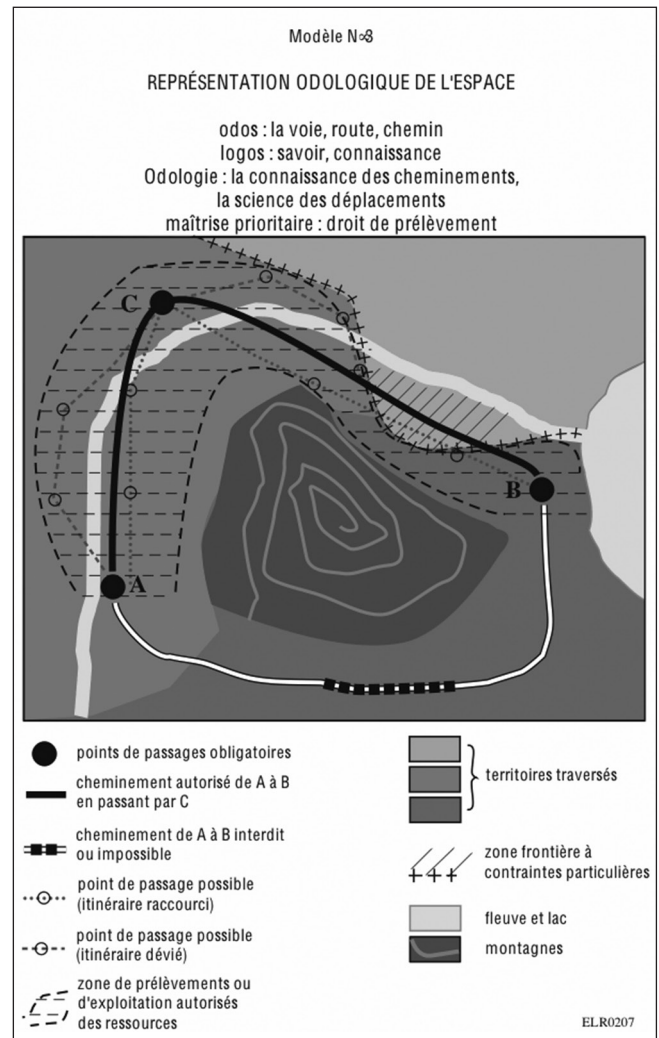 Modèle N∝3
REPRÉSENTATION ODOLOGIQUE DE L'ESPACE
odos : la voie, route, chemin
logos : savoir, connaissance
Odologie : la connaissance des cheminements,
la science des déplacements
maîtrise prioritaire : droit de prélèvement
C
B
A
points de passages obligatoires
cheminement autorisé de A à B
en passant par C
cheminement de A à B interdit
ou impossible
point de passage possible
(itinéraire raccourci)
point de passage possible
(itinéraire dévié)
zone de prélèvements ou
d'exploitation autorisés
des ressources
territoires traversés
zone frontière à
contraintes particulières
fleuve et lac
montagnes
ELR0207